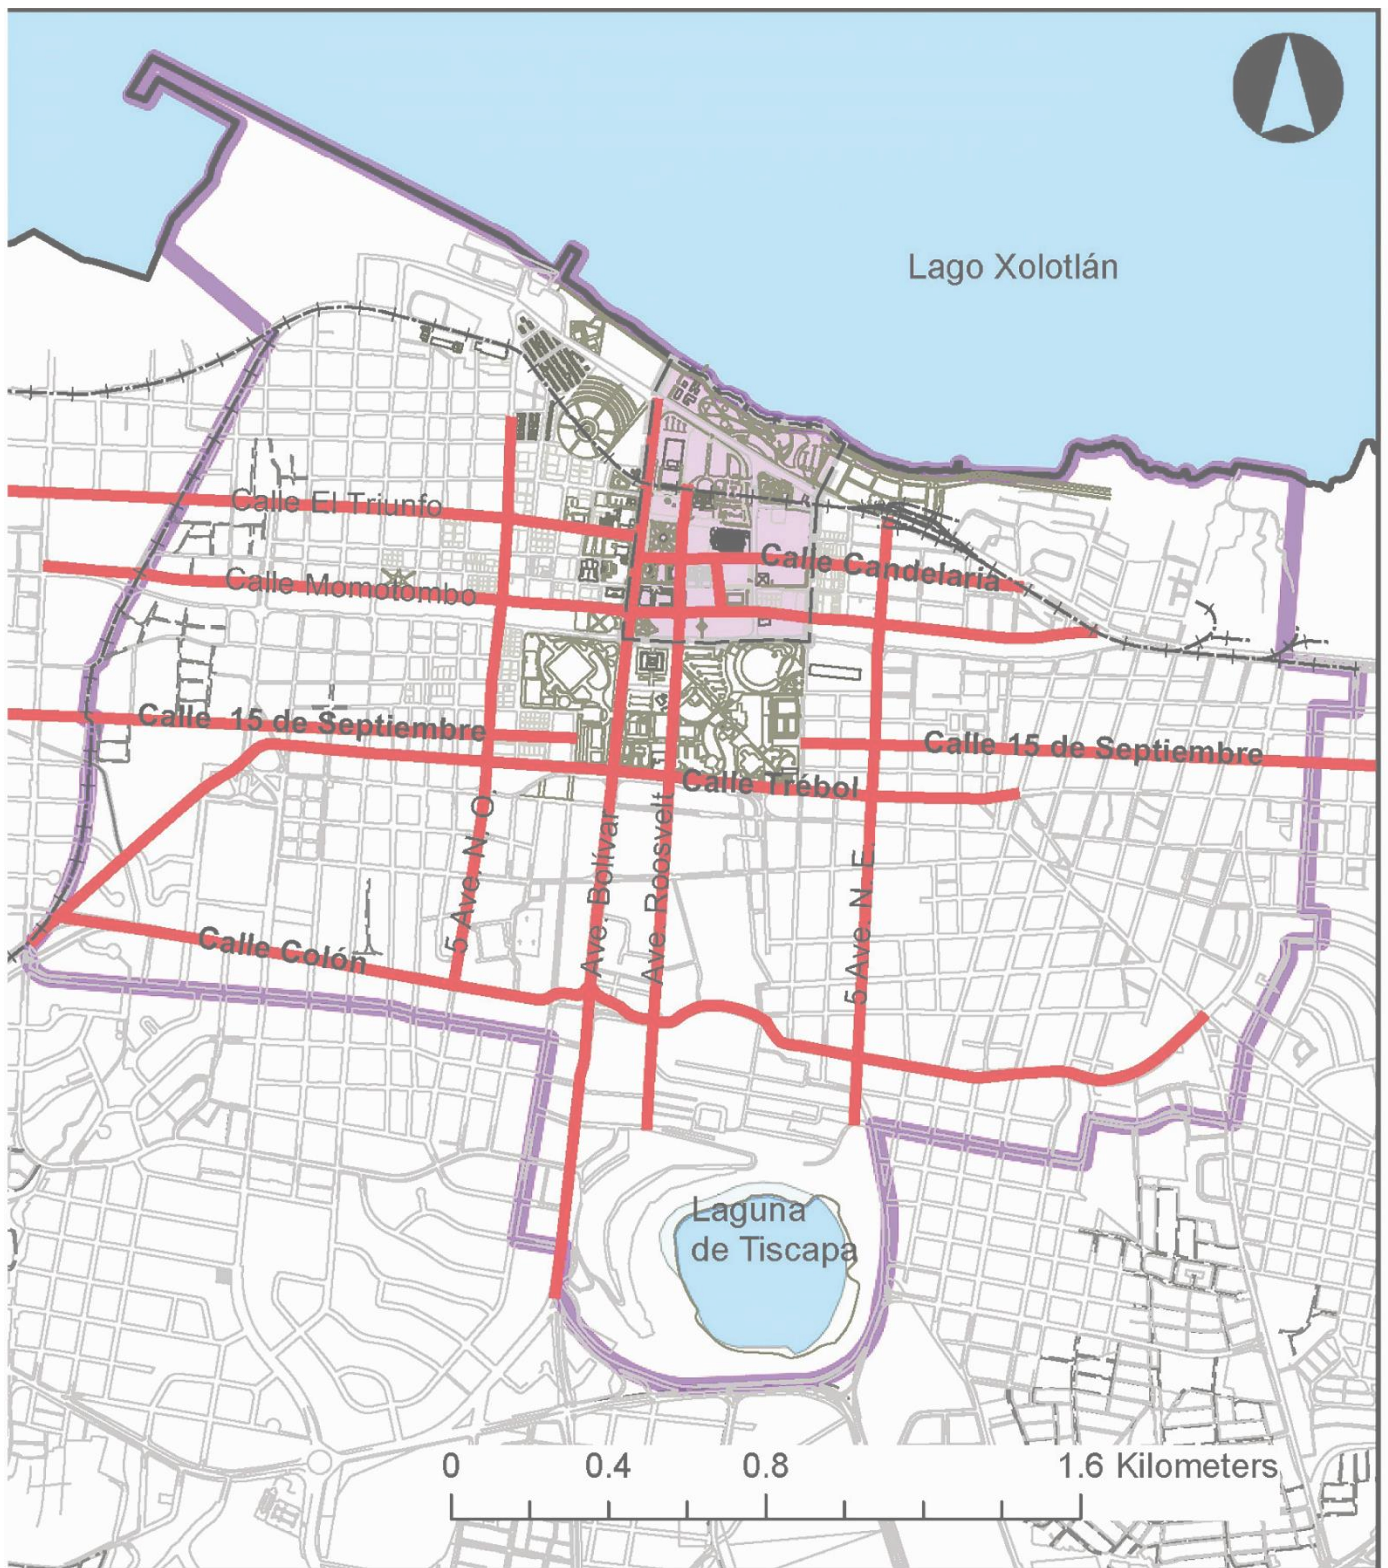 Lago Xolotlán
Calle El Triunfo
Calle Candelaria
Calle Momotombo
Calle 15 de Septiembre
Calle 15 de Septiembre
Calle Trébol
5 Ave. N. O.
Ave. Bolívar
Ave. Roosvelt
5 Ave. N. E.
Calle Colón
Laguna
de Tiscapa
0 0.4 0.8 1.6 Kilometers